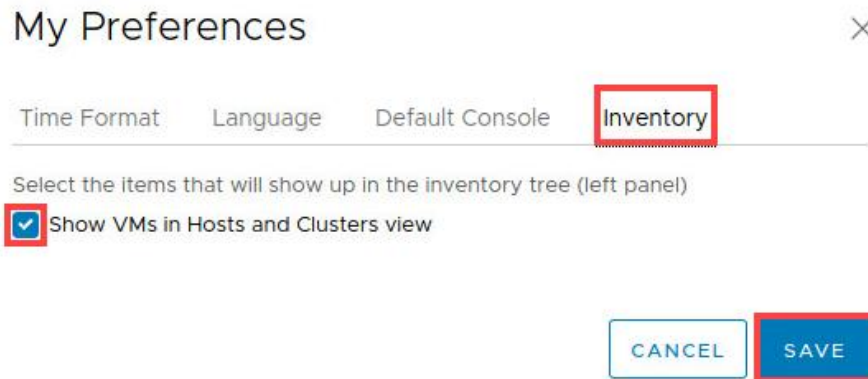 My Preferences
Time Format Language Default Console Inventory
Select the items that will show up in the inventory tree (left panel)
Show VMs in Hosts and Clusters view
CANCEL SAVE